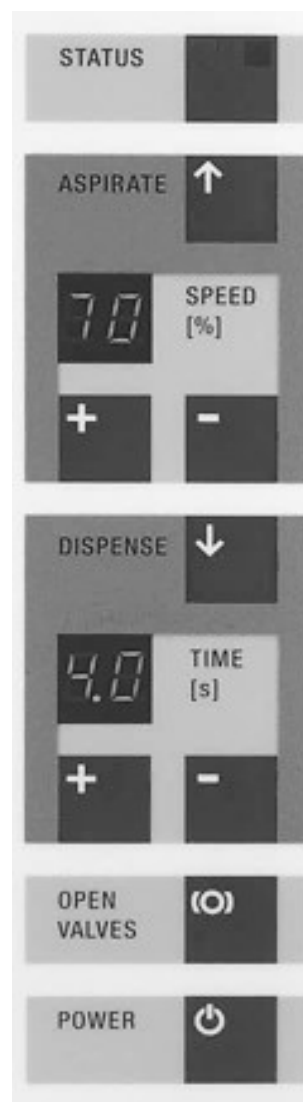 STATUS
ASPIRATE ↑
70 SPEED
[%]
+ -
DISPENSE ↓
4.0 TIME
[s]
+ -
OPEN
VALVES
POWER